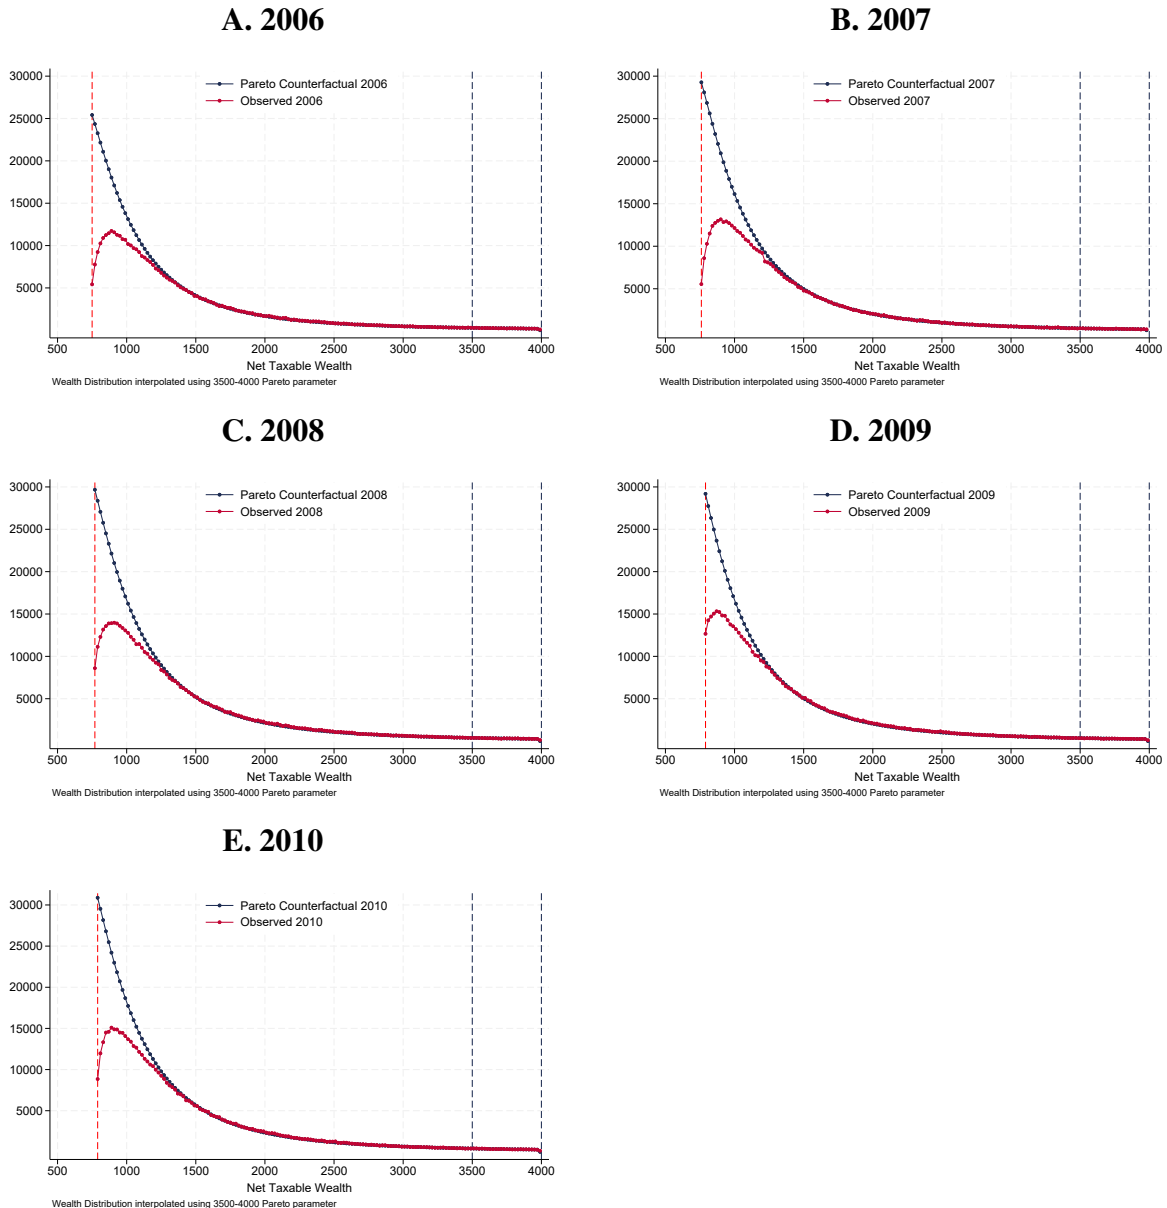 A. 2006
30000
25000
20000
15000
10000
5000
Pareto Counterfactual 2006
Observed 2006
500 1000 1500 2000 2500 3000 3500 4000
Net Taxable Wealth
Wealth Distribution interpolated using 3500-4000 Pareto parameter
B. 2007
30000
25000
20000
15000
10000
5000
Pareto Counterfactual 2007
Observed 2007
500 1000 1500 2000 2500 3000 3500 4000
Net Taxable Wealth
Wealth Distribution interpolated using 3500-4000 Pareto parameter
C. 2008
30000
25000
20000
15000
10000
5000
Pareto Counterfactual 2008
Observed 2008
500 1000 1500 2000 2500 3000 3500 4000
Net Taxable Wealth
Wealth Distribution interpolated using 3500-4000 Pareto parameter
D. 2009
30000
25000
20000
15000
10000
5000
Pareto Counterfactual 2009
Observed 2009
500 1000 1500 2000 2500 3000 3500 4000
Net Taxable Wealth
Wealth Distribution interpolated using 3500-4000 Pareto parameter
E. 2010
30000
25000
20000
15000
10000
5000
Pareto Counterfactual 2010
Observed 2010
500 1000 1500 2000 2500 3000 3500 4000
Net Taxable Wealth
Wealth Distribution interpolated using 3500-4000 Pareto parameter